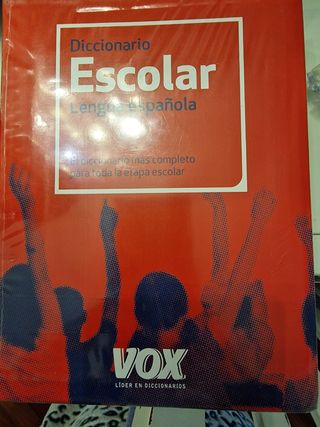 Diccionario
Escolar
Lengua española
El diccionario más completo
para toda la etapa escolar
VOX
LÍDER EN DICCIONARIOS